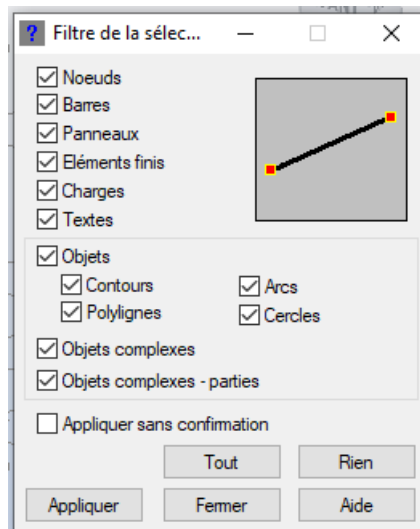 ? Filtre de la sélec...
Noeuds
Barres
Panneaux
Eléments finis
Charges
Textes
Objets
Contours Arcs
Polylignes Cercles
Objets complexes
Objets complexes - parties
Appliquer sans confirmation
Tout Rien
Appliquer Fermer Aide